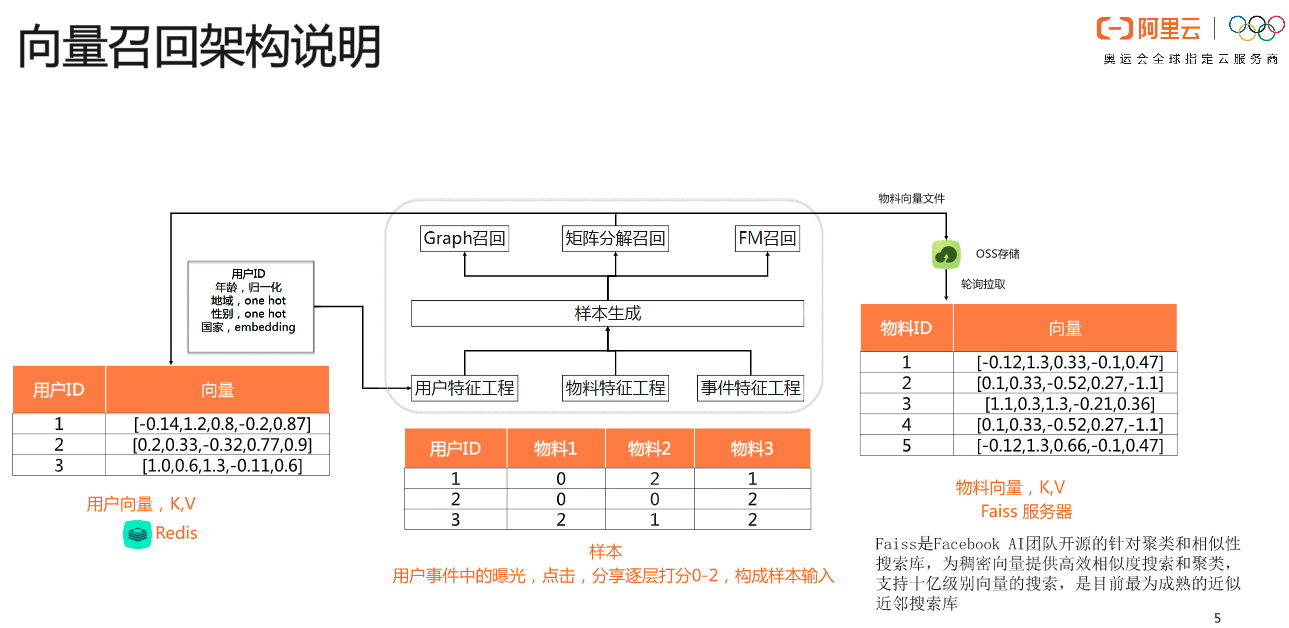 向量召回架构说明
阿里云
奥运会全球指定云服务商
物料向量文件
OSS存储
轮询拉取
Graph召回
矩阵分解召回
FM召回
样本生成
用户特征工程
物料特征工程
事件特征工程
用户ID
年龄，归一化
地域，one hot
性别，one hot
国家，embedding
用户ID 向量
1 [-0.14,1.2,0.8,-0.2,0.87]
2 [0.2,0.33,-0.32,0.77,0.9]
3 [1.0,0.6,1.3,-0.11,0.6]
用户向量，K,V
Redis
用户ID 物料1 物料2 物料3
1 0 2 1
2 0 0 2
3 2 1 2
样本
用户事件中的曝光，点击，分享逐层打分0-2，构成样本输入
物料ID 向量
1 [-0.12,1.3,0.33,-0.1,0.47]
2 [0.1,0.33,-0.52,0.27,-1.1]
3 [1.1,0.3,1.3,-0.21,0.36]
4 [0.1,0.33,-0.52,0.27,-1.1]
5 [-0.12,1.3,0.66,-0.1,0.47]
物料向量，K,V
Faiss 服务器
Faiss是Facebook AI团队开源的针对聚类和相似性
搜索库，为稠密向量提供高效相似度搜索和聚类，
支持十亿级别向量的搜索，是目前最为成熟的近似
近邻搜索库
5